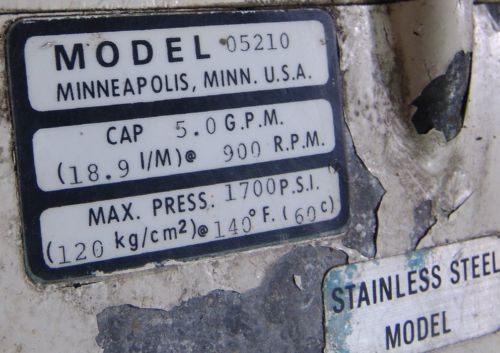 MODEL 05210
MINNEAPOLIS, MINN. U.S.A.
CAP 5.0 G.P.M.
(18.9 l/M)@ 900 R.P.M.
MAX. PRESS. 1700 P.S.I.
(120 kg/cm²)@ 140°F. (60c)
STAINLESS STEEL
MODEL